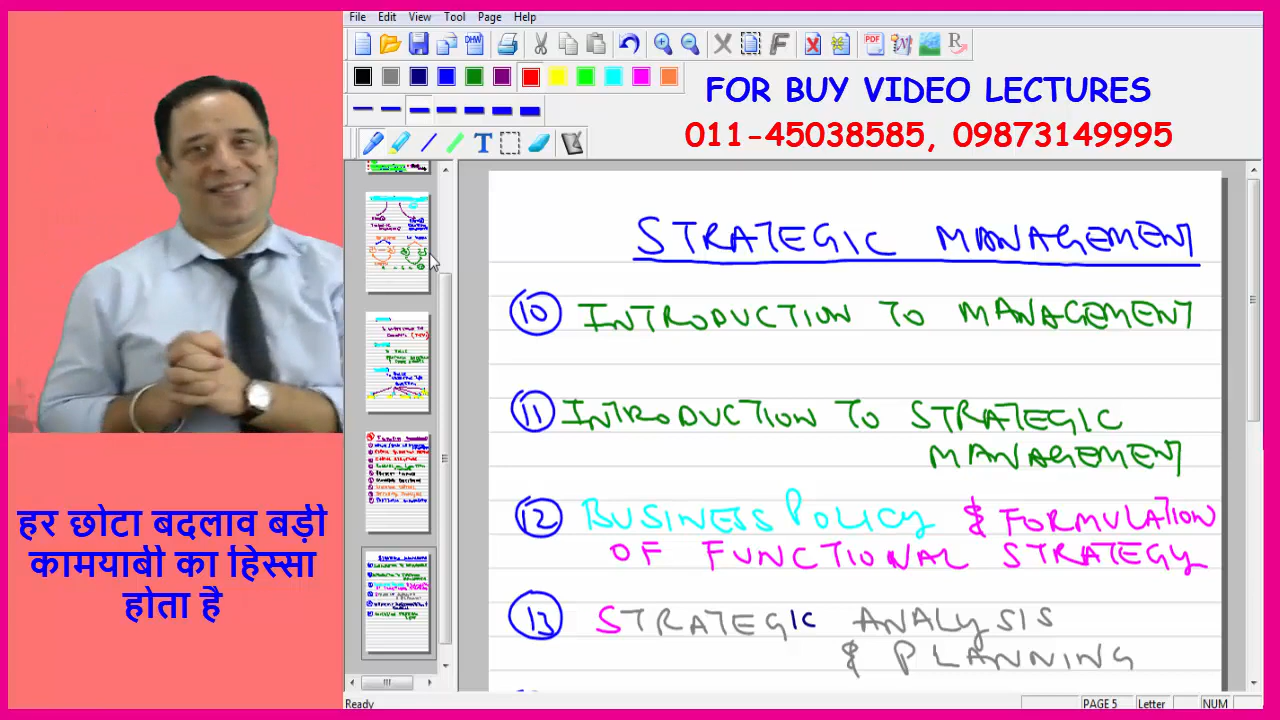 File Edit View Tool Page Help
FOR BUY VIDEO LECTURES
011-45038585, 09873149995
STRATEGIC MANAGEMENT
10 INTRODUCTION TO MANAGEMENT
11 INTRODUCTION TO STRATEGIC
MANAGEMENT
12 BUSINESS POLICY & FORMULATION
OF FUNCTIONAL STRATEGY
13 STRATEGIC ANALYSIS
& PLANNING
हर छोटा बदलाव बड़ी
कामयाबी का हिस्सा
होता है
Ready PAGE 5 Letter NUM